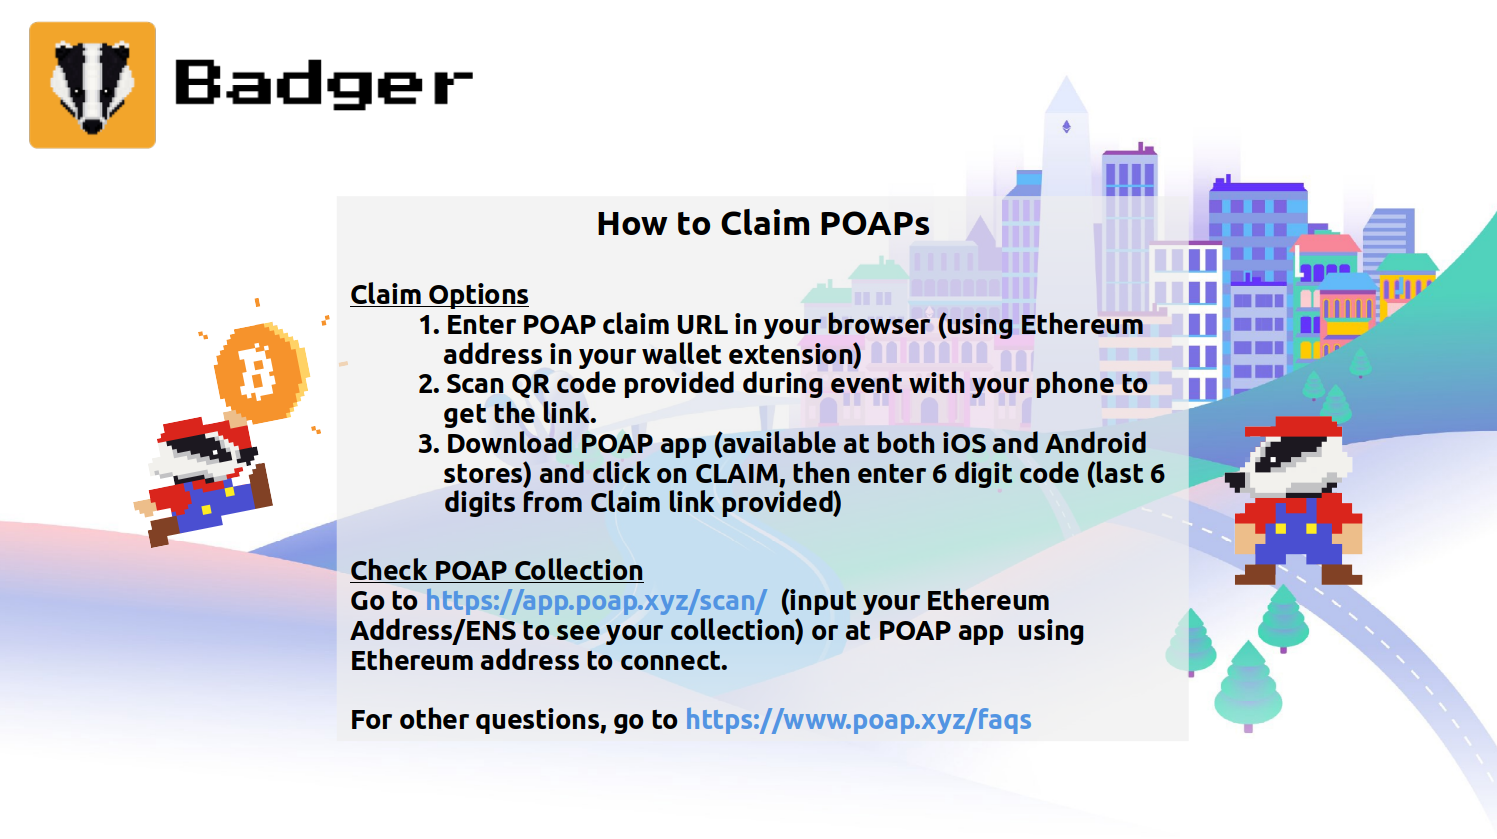 Badger
How to Claim POAPs
Claim Options
1. Enter POAP claim URL in your browser (using Ethereum
address in your wallet extension)
2. Scan QR code provided during event with your phone to
get the link.
3. Download POAP app (available at both iOS and Android
stores) and click on CLAIM, then enter 6 digit code (last 6
digits from Claim link provided)
Check POAP Collection
Go to https://app.poap.xyz/scan/ (input your Ethereum
Address/ENS to see your collection) or at POAP app using
Ethereum address to connect.
For other questions, go to https://www.poap.xyz/faqs